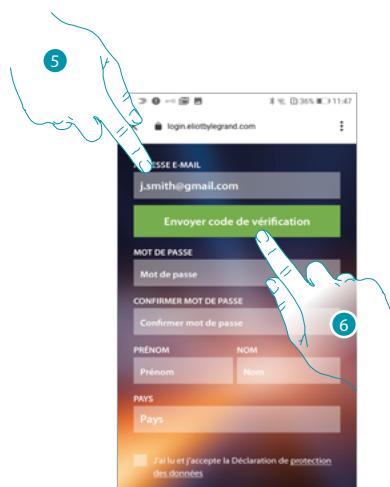 5
36% 11:47
login.eliotbylegrand.com
ESSE E-MAIL
j.smith@gmail.com
Envoyer code de vérification
MOT DE PASSE
Mot de passe
CONFIRMER MOT DE PASSE
Confirmer mot de passe
6
PRÉNOM NOM
Prénom Nom
PAYS
Pays
J'ai lu et j'accepte la Déclaration de protection
des données